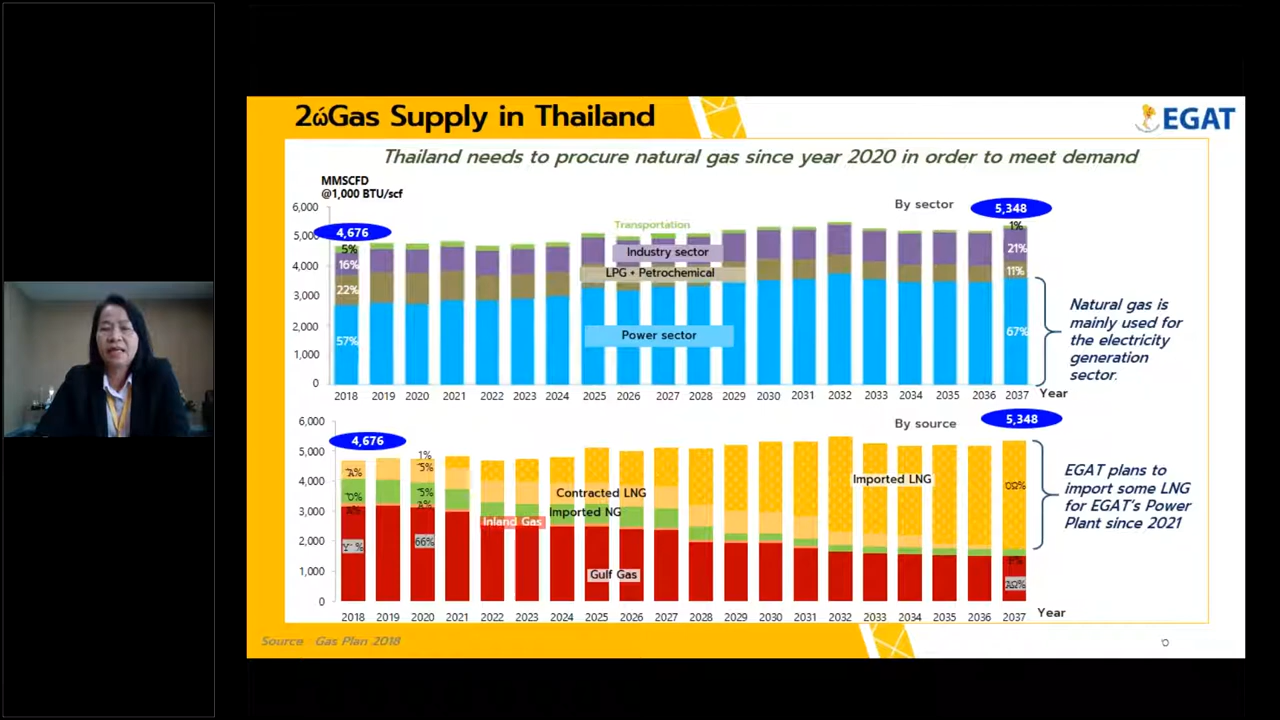 2ώGas Supply in Thailand
EGAT
Thailand needs to procure natural gas since year 2020 in order to meet demand
MMSCFD
@1,000 BTU/scf
By sector
5,348
4,676
6,000
5,000
4,000
3,000
2,000
1,000
0
Transportation
Industry sector
LPG + Petrochemical
Power sector
5%
16%
22%
57%
1%
21%
11%
67%
2018 2019 2020 2021 2022 2023 2024 2025 2026 2027 2028 2029 2030 2031 2032 2033 2034 2035 2036 2037 Year
Natural gas is
mainly used for
the electricity
generation
sector.
By source
5,348
4,676
6,000
5,000
4,000
3,000
2,000
1,000
0
1%
66%
Imported LNG
Contracted LNG
Imported NG
Inland Gas
Gulf Gas
2018 2019 2020 2021 2022 2023 2024 2025 2026 2027 2028 2029 2030 2031 2032 2033 2034 2035 2036 2037 Year
EGAT plans to
import some LNG
for EGAT's Power
Plant since 2021
Source Gas Plan 2018